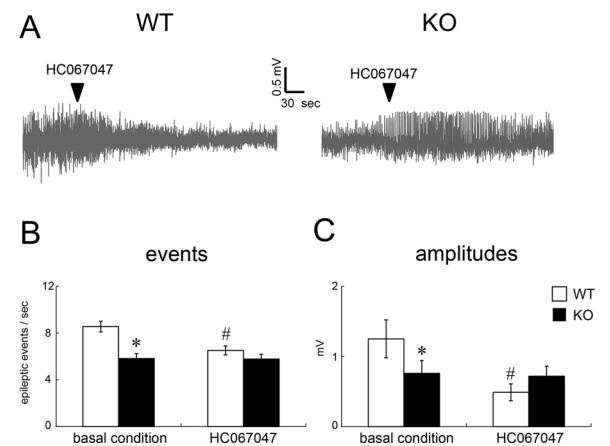 A
WT
KO
HC067047
HC067047
0.5 mV
30 sec
B
events
epileptic events / sec
12
8
4
0
*
#
basal condition
HC067047
C
amplitudes
mV
2
1
0
*
#
basal condition
HC067047
WT
KO